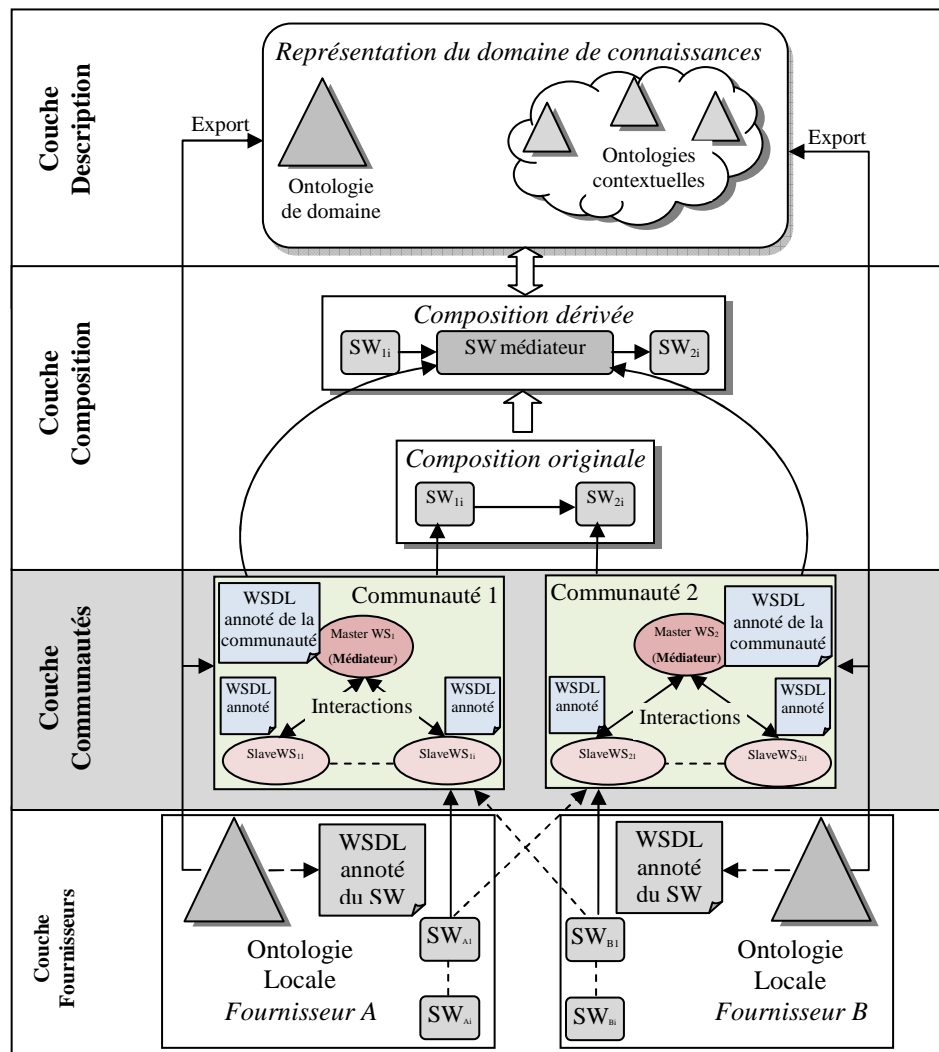 Couche
Description
Représentation du domaine de connaissances
Export
Export
Ontologie
de domaine
Ontologies
contextuelles
Couche
Composition
Composition dérivée
SW1i
SW médiateur
SW2i
Composition originale
SW1i
SW2i
Couche
Communautés
Communauté 1
WSDL
annoté de la
communauté
Master WS1
(Médiateur)
WSDL
annoté
Interactions
WSDL
annoté
SlaveWS11
SlaveWS1i
Communauté 2
WSDL
annoté de la
communauté
Master WS2
(Médiateur)
WSDL
annoté
Interactions
WSDL
annoté
SlaveWS21
SlaveWS2i1
Couche
Fournisseurs
WSDL
annoté
du SW
Ontologie
Locale
Fournisseur A
SWA1
SWAi
WSDL
annoté
du SW
SWB1
SWBi
Ontologie
Locale
Fournisseur B